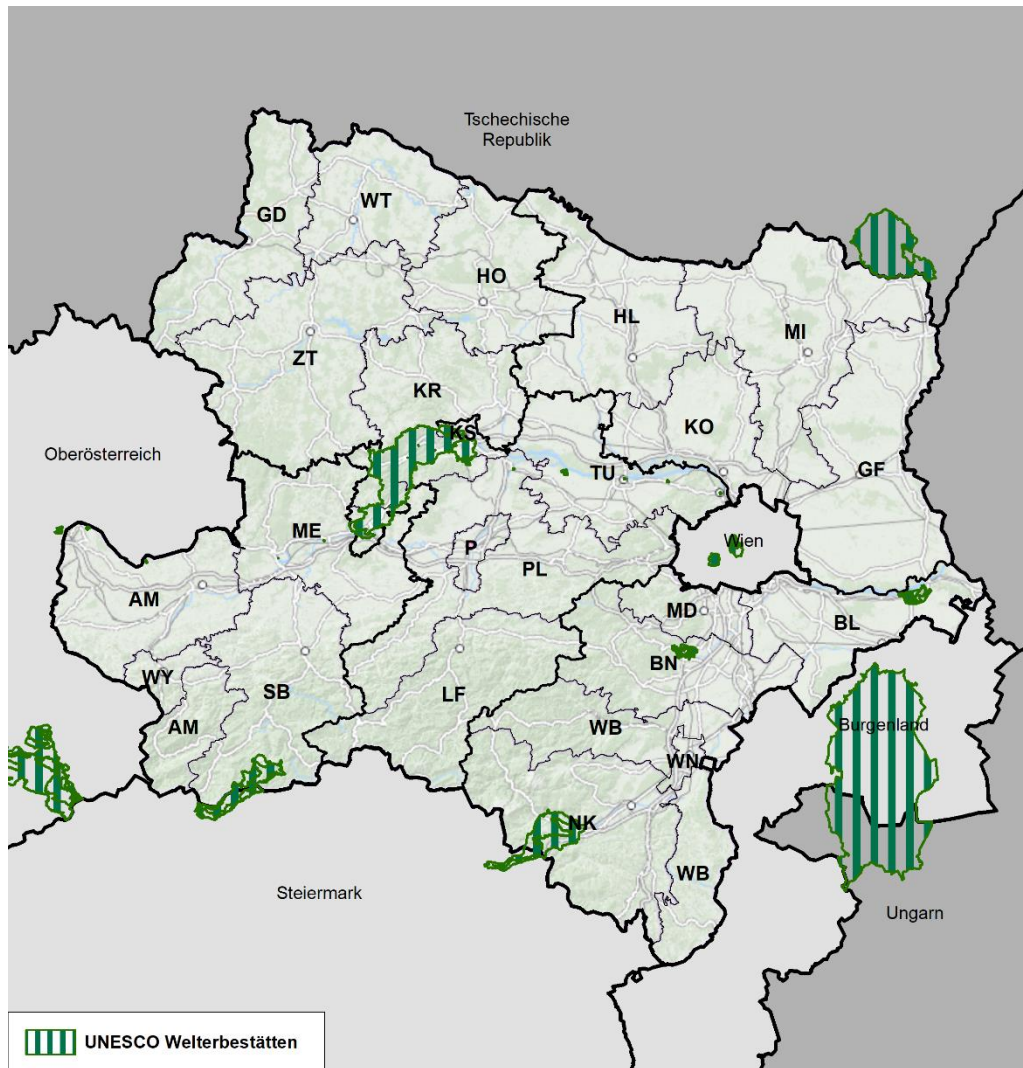 Tschechische
Republik
WT
GD
HO
HL
MI
ZT
KR
KO
KS
Oberösterreich
GF
TU
ME
Wien
P
PL
AM
MD
BL
BN
WY
SB
LF
AM
WB
Burgenland
WN
NK
WB
Steiermark
Ungarn
UNESCO Welterbestätten